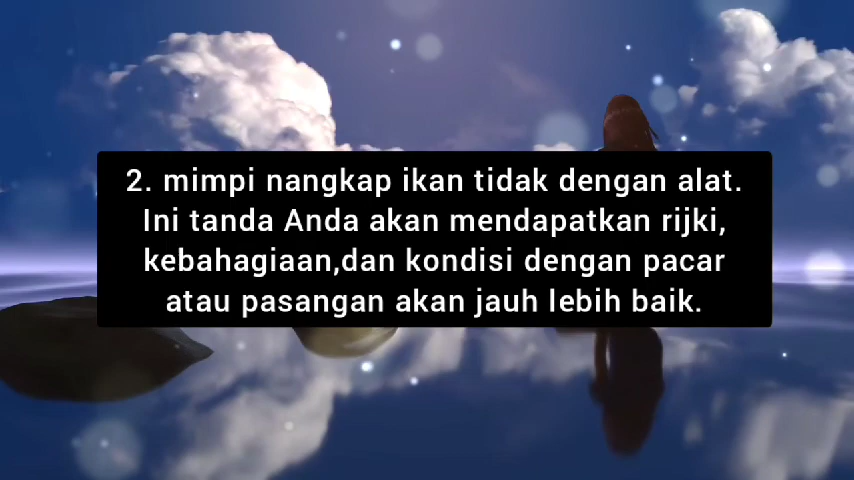 2. mimpi nangkap ikan tidak dengan alat.
Ini tanda Anda akan mendapatkan rijki,
kebahagiaan,dan kondisi dengan pacar
atau pasangan akan jauh lebih baik.